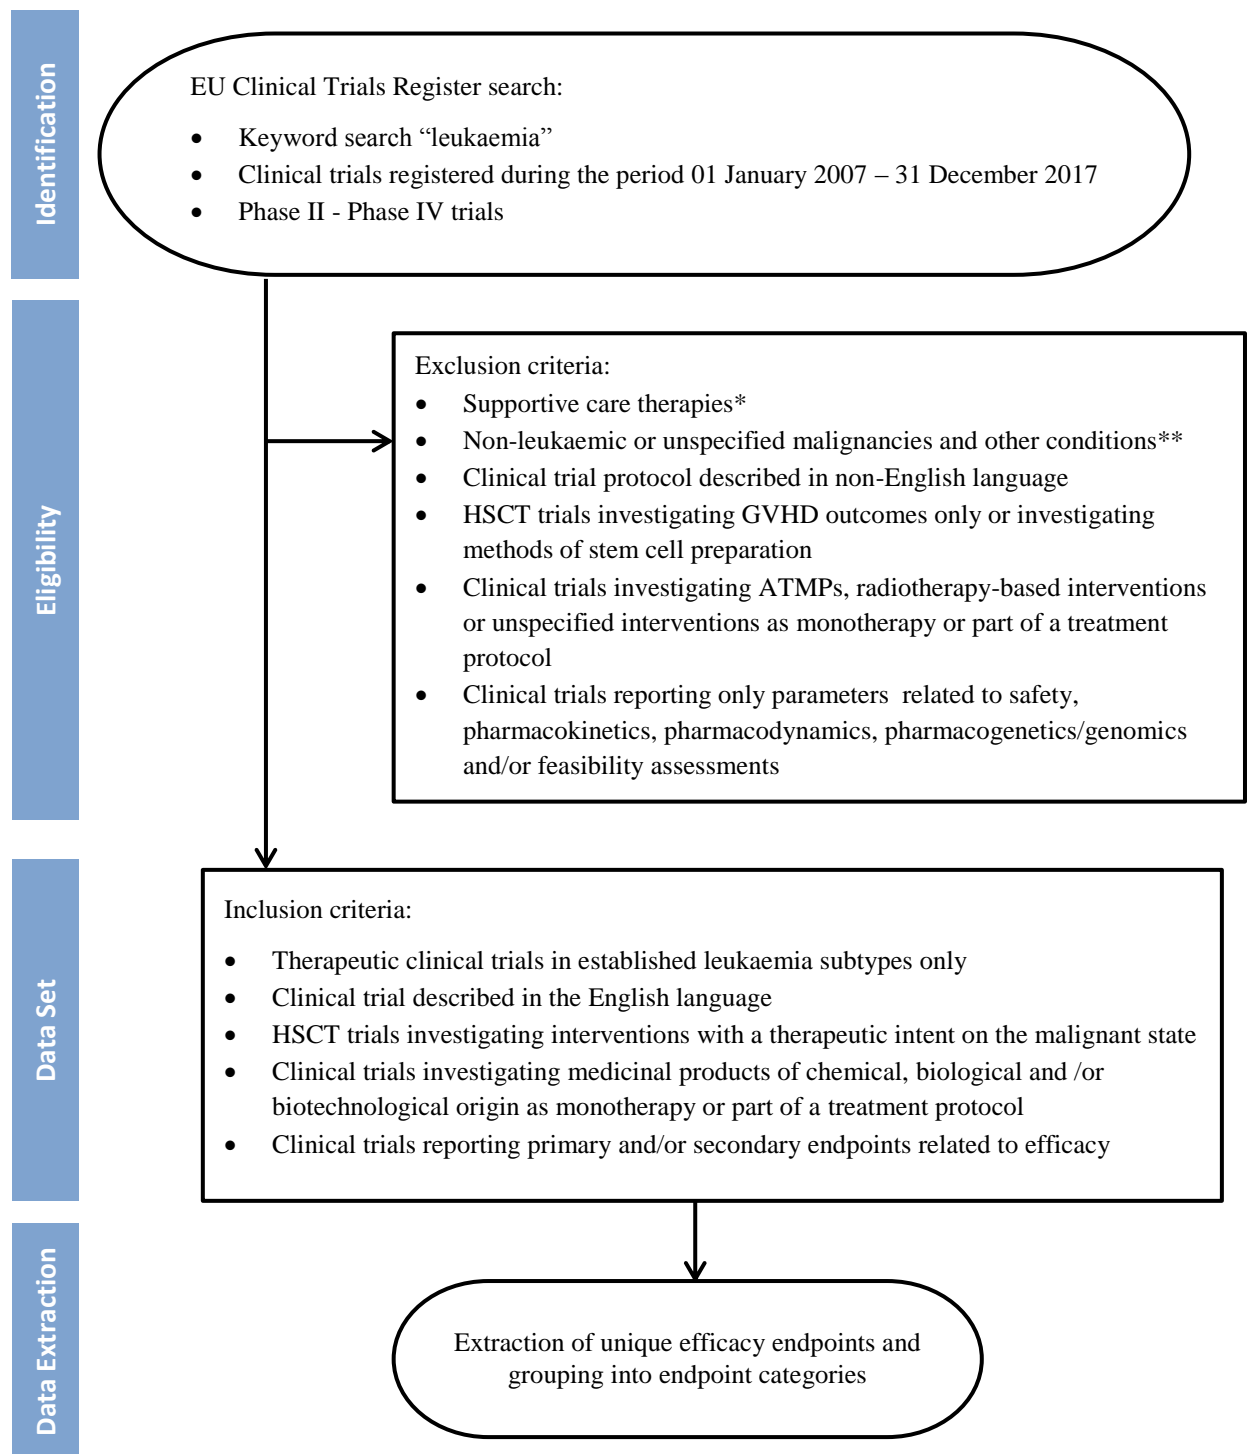 Identification
EU Clinical Trials Register search:
• Keyword search “leukaemia”
• Clinical trials registered during the period 01 January 2007 – 31 December 2017
• Phase II - Phase IV trials
Eligibility
Exclusion criteria:
• Supportive care therapies*
• Non-leukaemic or unspecified malignancies and other conditions**
• Clinical trial protocol described in non-English language
• HSCT trials investigating GVHD outcomes only or investigating
methods of stem cell preparation
• Clinical trials investigating ATMPs, radiotherapy-based interventions
or unspecified interventions as monotherapy or part of a treatment
protocol
• Clinical trials reporting only parameters related to safety,
pharmacokinetics, pharmacodynamics, pharmacogenetics/genomics
and/or feasibility assessments
Data Set
Inclusion criteria:
• Therapeutic clinical trials in established leukaemia subtypes only
• Clinical trial described in the English language
• HSCT trials investigating interventions with a therapeutic intent on the malignant state
• Clinical trials investigating medicinal products of chemical, biological and /or
biotechnological origin as monotherapy or part of a treatment protocol
• Clinical trials reporting primary and/or secondary endpoints related to efficacy
Data Extraction
Extraction of unique efficacy endpoints and
grouping into endpoint categories